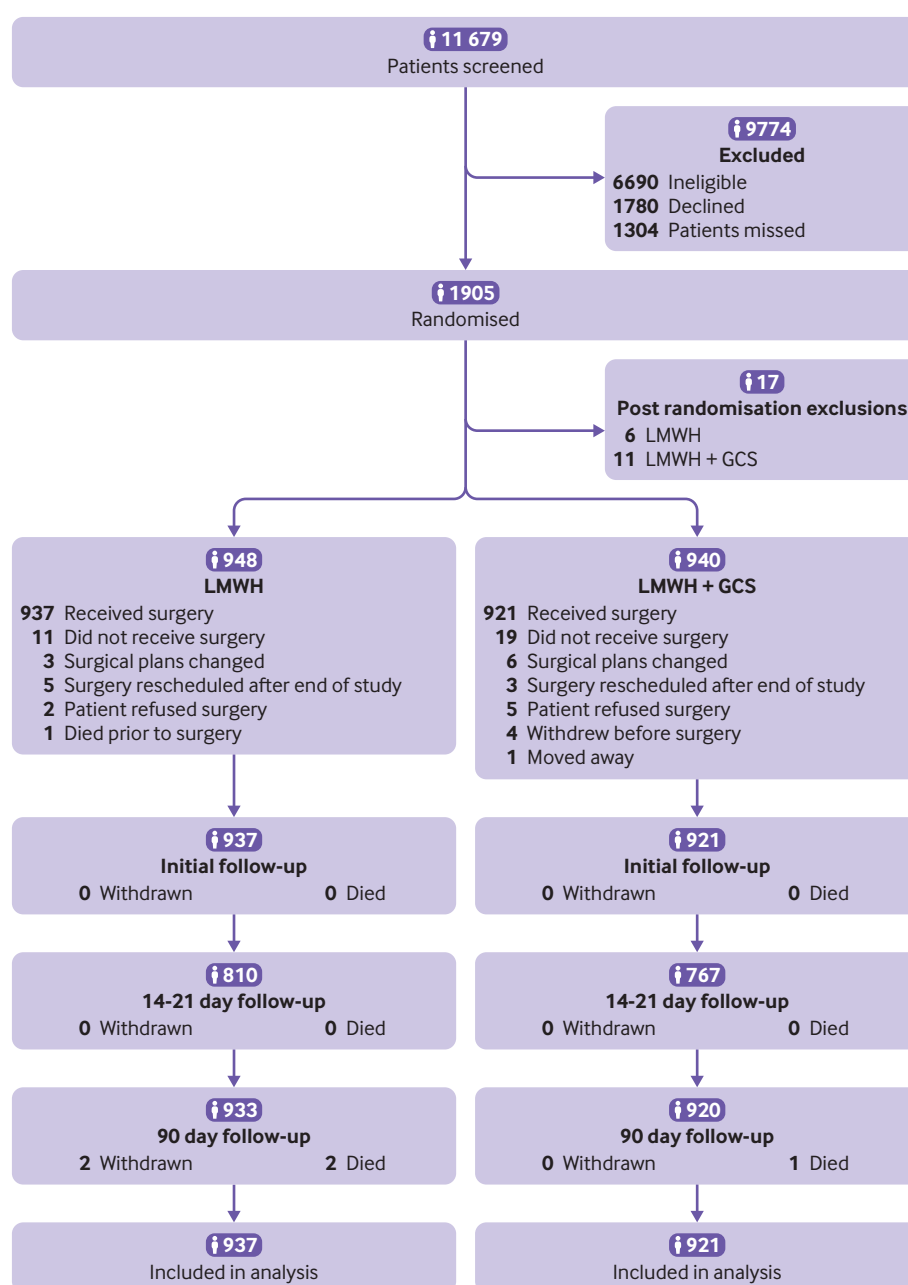 11 679
Patients screened
9774
Excluded
6690 Ineligible
1780 Declined
1304 Patients missed
1905
Randomised
17
Post randomisation exclusions
6 LMWH
11 LMWH + GCS
948
LMWH
937 Received surgery
11 Did not receive surgery
3 Surgical plans changed
5 Surgery rescheduled after end of study
2 Patient refused surgery
1 Died prior to surgery
940
LMWH + GCS
921 Received surgery
19 Did not receive surgery
6 Surgical plans changed
3 Surgery rescheduled after end of study
5 Patient refused surgery
4 Withdrew before surgery
1 Moved away
937
Initial follow-up
0 Withdrawn 0 Died
921
Initial follow-up
0 Withdrawn 0 Died
810
14-21 day follow-up
0 Withdrawn 0 Died
767
14-21 day follow-up
0 Withdrawn 0 Died
933
90 day follow-up
2 Withdrawn 2 Died
920
90 day follow-up
0 Withdrawn 1 Died
937
Included in analysis
921
Included in analysis